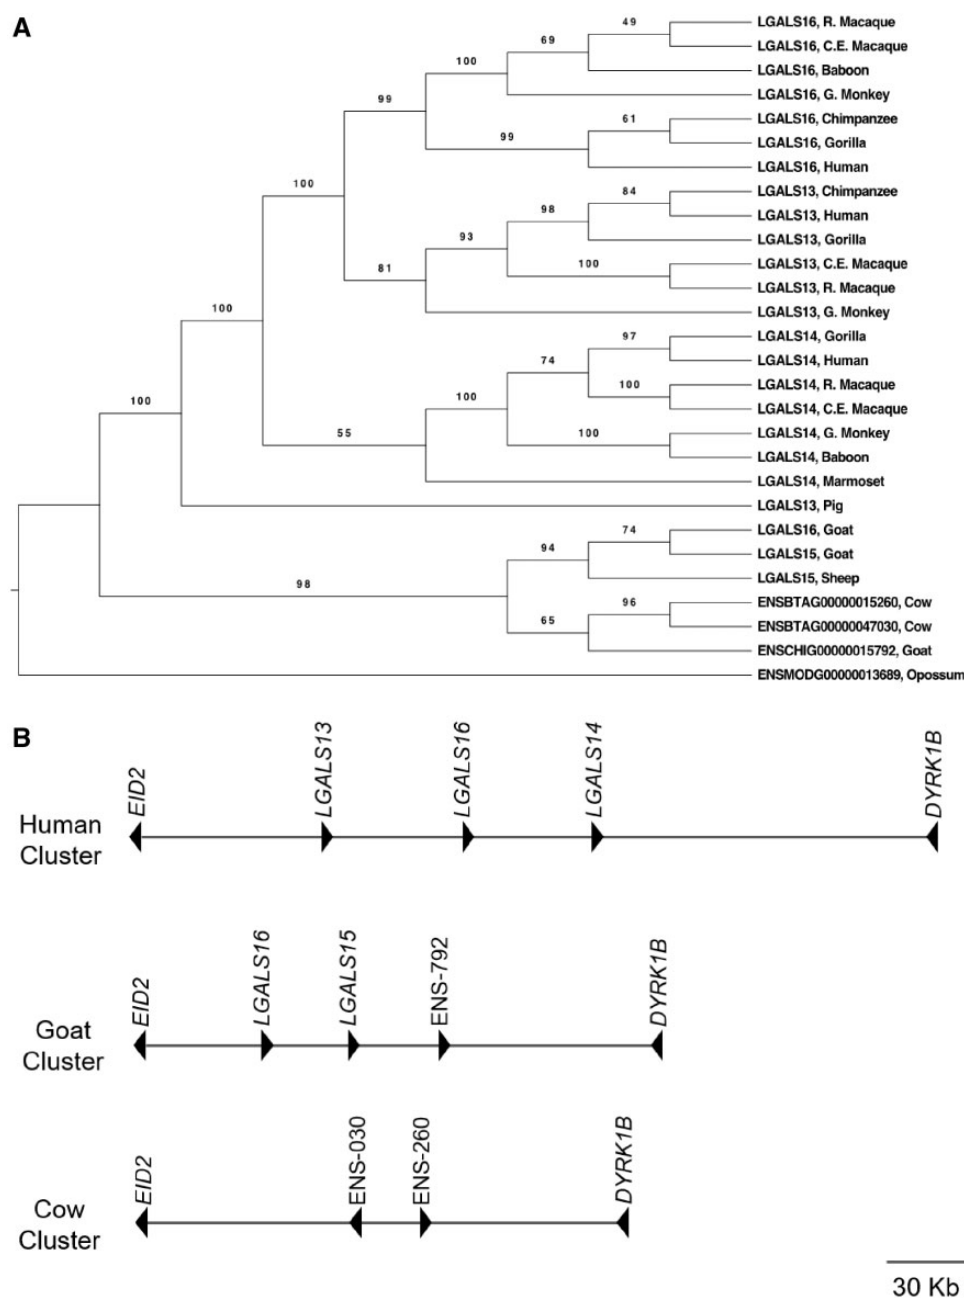 A
49
LGALS16, R. Macaque
69
LGALS16, C.E. Macaque
100
LGALS16, Baboon
99
LGALS16, G. Monkey
61
LGALS16, Chimpanzee
99
LGALS16, Gorilla
LGALS16, Human
100
84
LGALS13, Chimpanzee
98
LGALS13, Human
93
LGALS13, Gorilla
81
100
LGALS13, C.E. Macaque
LGALS13, R. Macaque
100
LGALS13, G. Monkey
97
LGALS14, Gorilla
74
LGALS14, Human
100
LGALS14, R. Macaque
100
100
LGALS14, C.E. Macaque
55
100
LGALS14, G. Monkey
LGALS14, Baboon
LGALS14, Marmoset
LGALS13, Pig
74
LGALS16, Goat
94
LGALS15, Goat
98
LGALS15, Sheep
96
ENSBTAG00000015260, Cow
65
ENSBTAG00000047030, Cow
ENSCHIG00000015792, Goat
ENSMODG00000013689, Opossum
B
EID2
LGALS13
LGALS16
LGALS14
DYRK1B
Human
Cluster
EID2
LGALS16
LGALS15
ENS-792
DYRK1B
Goat
Cluster
EID2
ENS-030
ENS-260
DYRK1B
Cow
Cluster
30 Kb